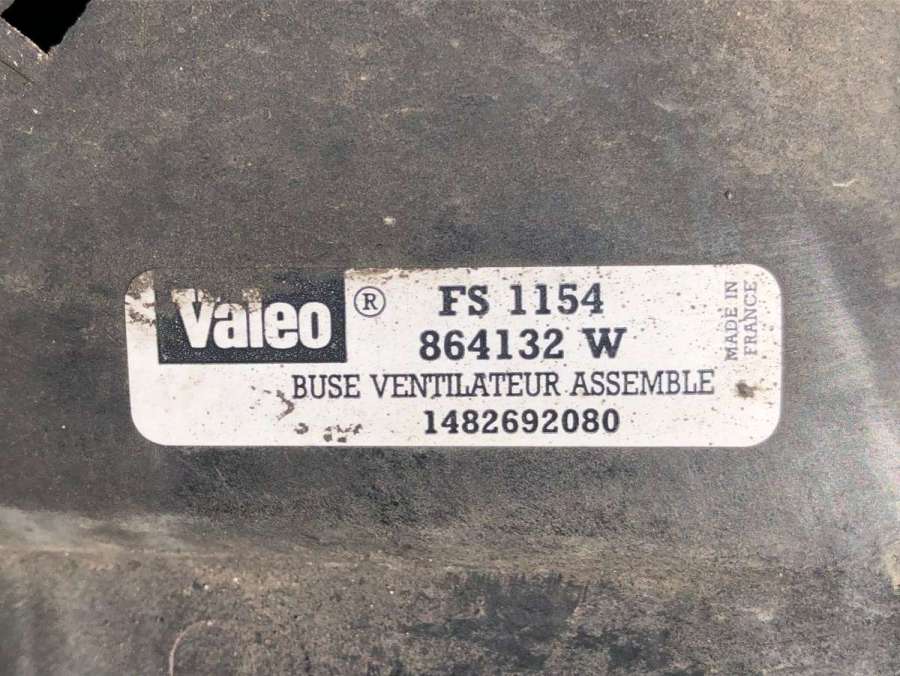 Valeo ® FS 1154
864132 W
BUSE VENTILATEUR ASSEMBLE
1482692080
MADE IN
FRANCE